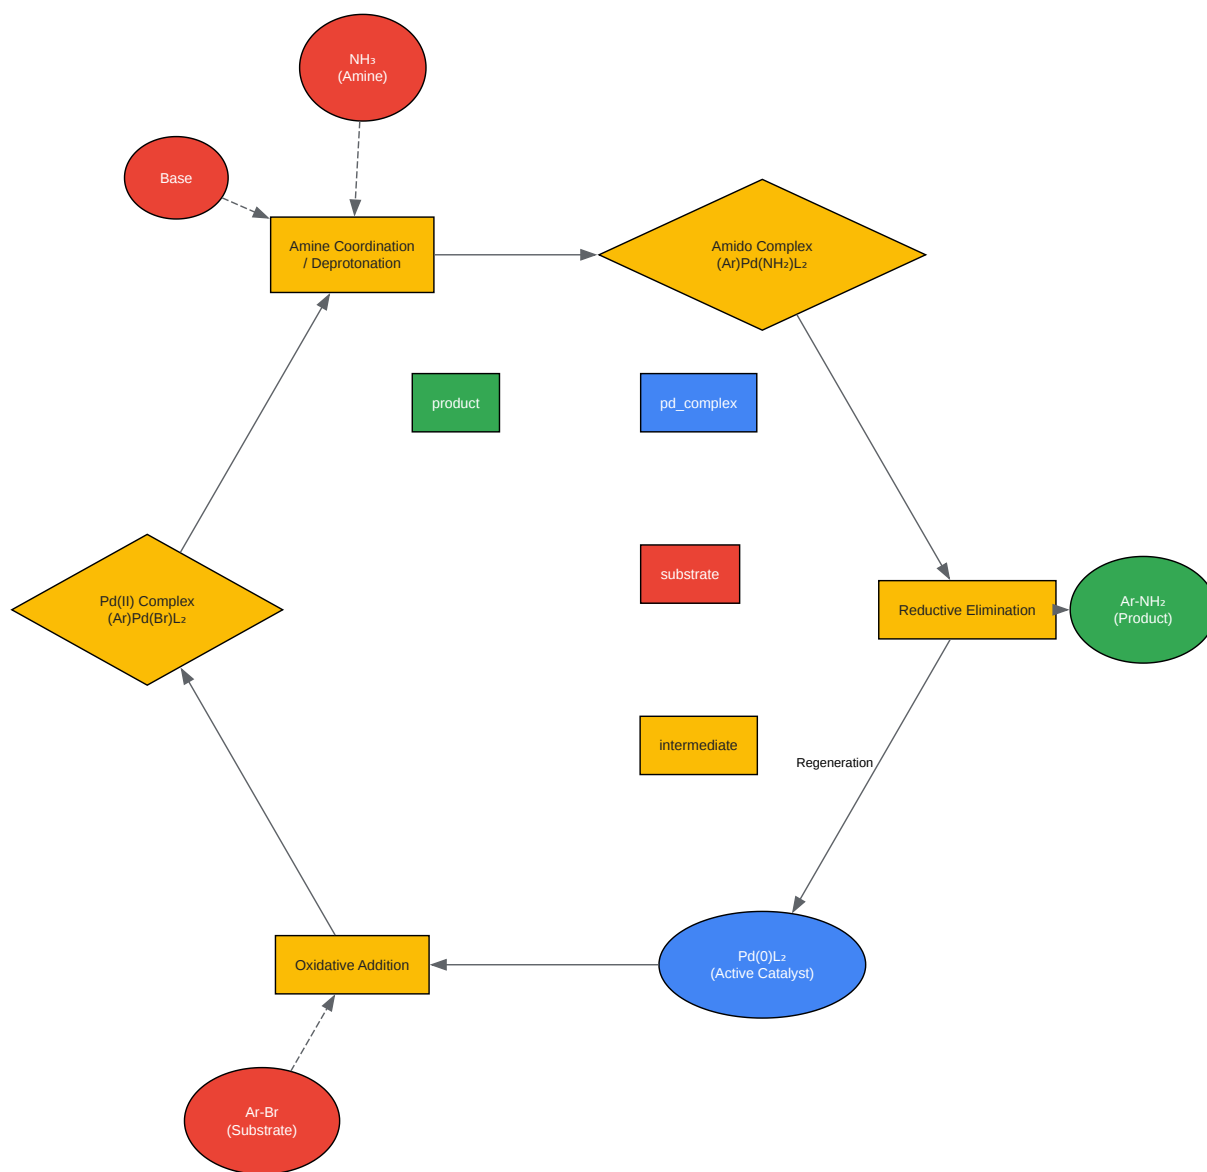 NH₃
(Amine)
Base
Amine Coordination
/ Deprotonation
Amido Complex
(Ar)Pd(NH₂)L₂
product
pd_complex
substrate
Pd(II) Complex
(Ar)Pd(Br)L₂
Reductive Elimination
Ar-NH₂
(Product)
intermediate
Regeneration
Oxidative Addition
Pd(0)L₂
(Active Catalyst)
Ar-Br
(Substrate)